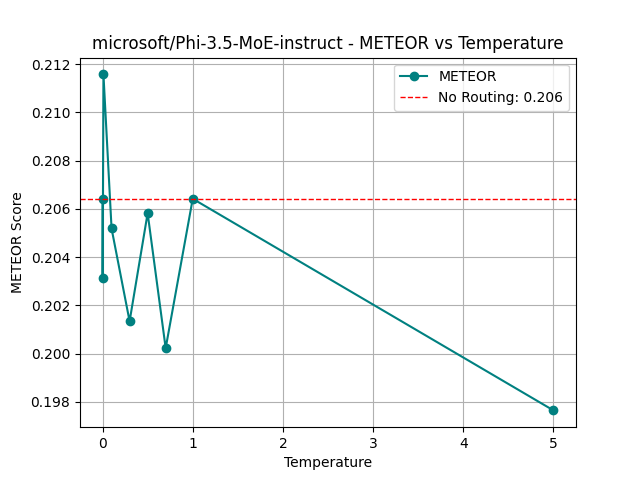 microsoft/Phi-3.5-MoE-instruct - METEOR vs Temperature
METEOR
No Routing: 0.206
METEOR Score
0.212
0.210
0.208
0.206
0.204
0.202
0.200
0.198
0 1 2 3 4 5
Temperature